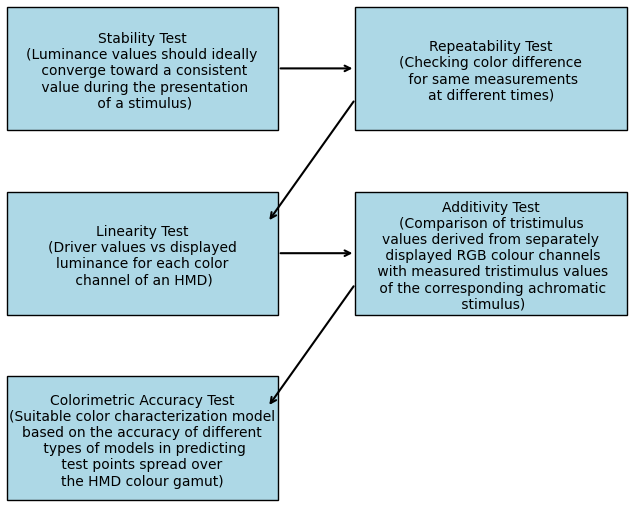 Stability Test
(Luminance values should ideally
converge toward a consistent
value during the presentation
of a stimulus)
Repeatability Test
(Checking color difference
for same measurements
at different times)
Linearity Test
(Driver values vs displayed
luminance for each color
channel of an HMD)
Additivity Test
(Comparison of tristimulus
values derived from separately
displayed RGB colour channels
with measured tristimulus values
of the corresponding achromatic
stimulus)
Colorimetric Accuracy Test
(Suitable color characterization model
based on the accuracy of different
types of models in predicting
test points spread over
the HMD colour gamut)